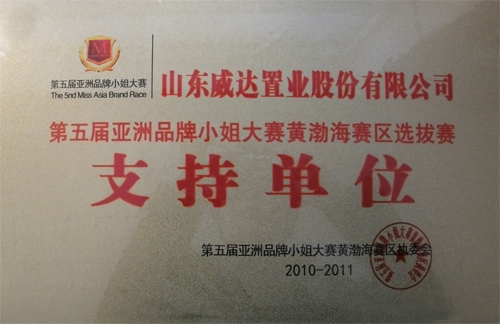 第五届亚洲品牌小姐大赛
The 5nd Miss Asia Brand Race
山东威达置业股份有限公司
第五届亚洲品牌小姐大赛黄渤海赛区选拔赛
支持单位
第五届亚洲品牌小姐大赛黄渤海赛区执委会
2010-2011